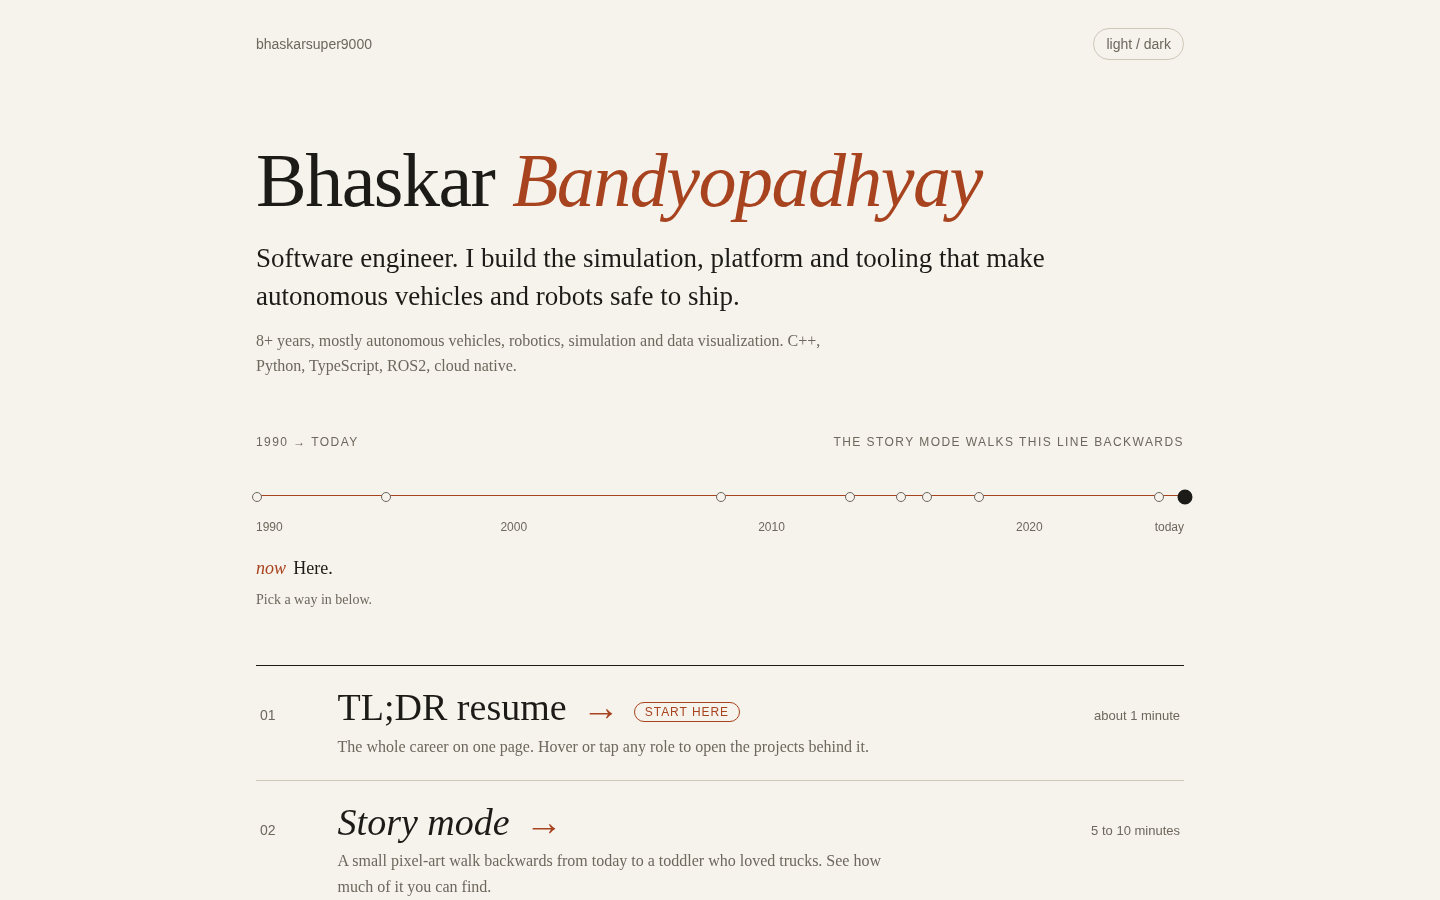 bhaskarsuper9000
light / dark
Bhaskar Bandyopadhyay
Software engineer. I build the simulation, platform and tooling that make
autonomous vehicles and robots safe to ship.
8+ years, mostly autonomous vehicles, robotics, simulation and data visualization. C++,
Python, TypeScript, ROS2, cloud native.
1990 → TODAY
THE STORY MODE WALKS THIS LINE BACKWARDS
1990 2000 2010 2020 today
now Here.
Pick a way in below.
01
TL;DR resume → START HERE
about 1 minute
The whole career on one page. Hover or tap any role to open the projects behind it.
02
Story mode →
5 to 10 minutes
A small pixel-art walk backwards from today to a toddler who loved trucks. See how
much of it you can find.